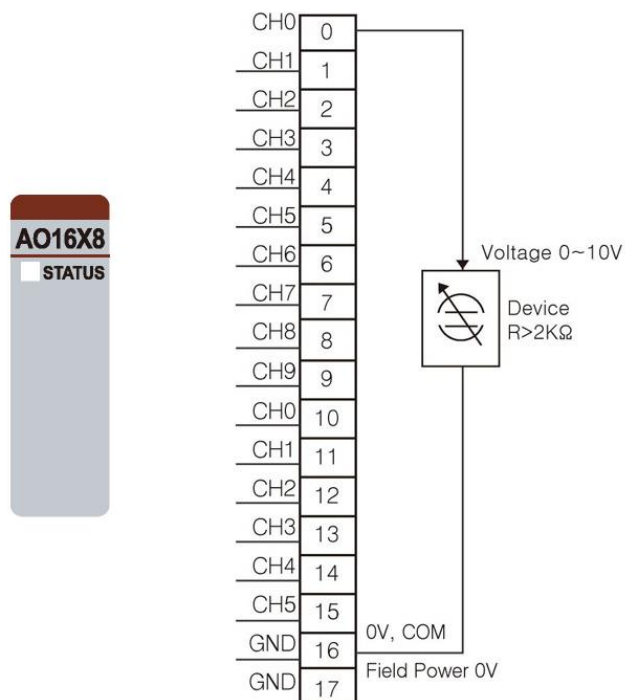 AO16X8
STATUS
CH0 0
CH1 1
CH2 2
CH3 3
CH4 4
CH5 5
CH6 6
CH7 7
CH8 8
CH9 9
CH0 10
CH1 11
CH2 12
CH3 13
CH4 14
CH5 15
GND 16
GND 17
Voltage 0~10V
Device
R>2KΩ
0V, COM
Field Power 0V